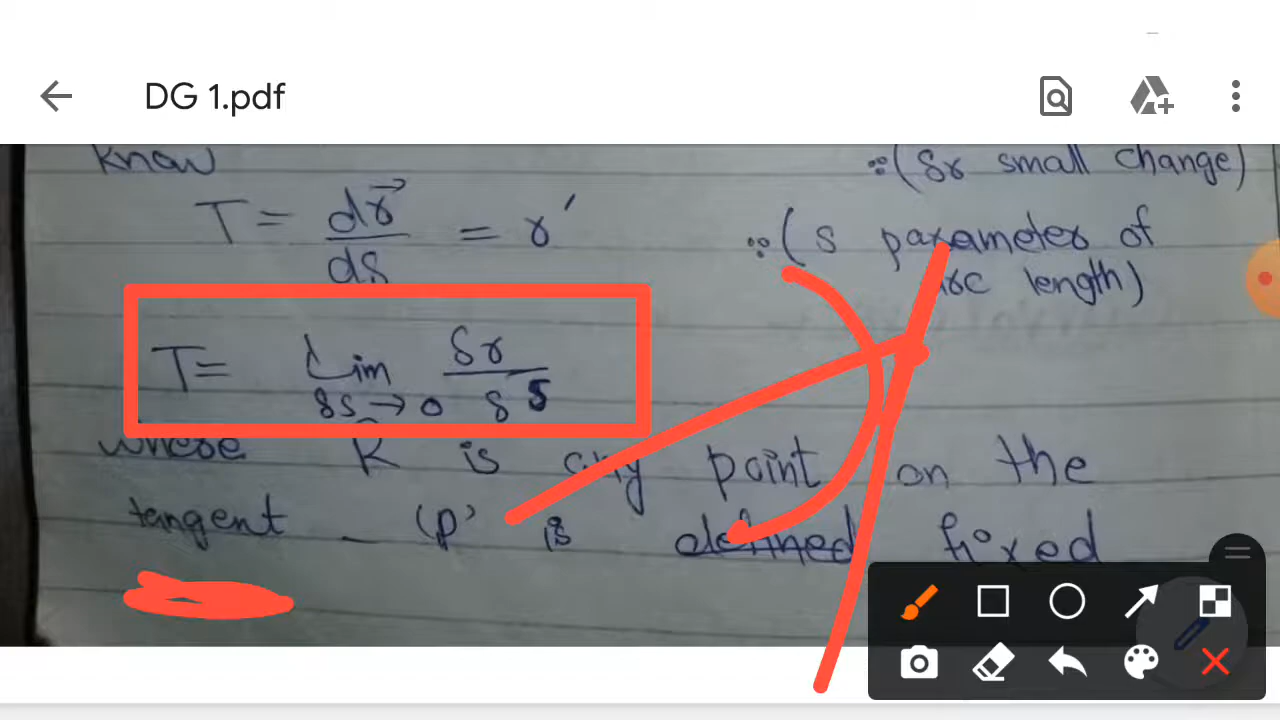 DG 1.pdf
know
∵(δr small change)
T = dr⃗/ds = r′
∵(s parameter of
arc length)
T = Lim δs→0 δr/δs
where R is any point on the
tangent - 'p' is defined fixed